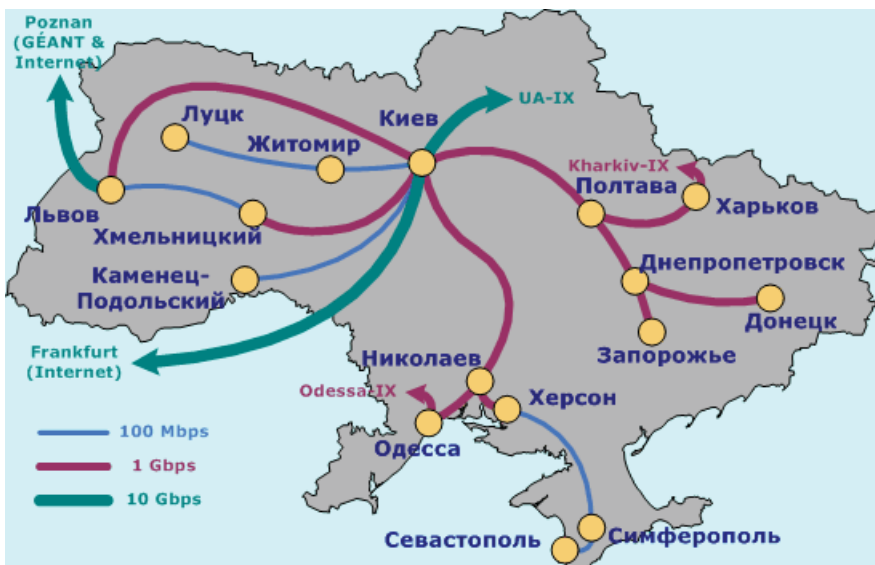 Poznan
(GÉANT &
Internet)
Луцк
Киев
UA-IX
Житомир
Kharkiv-IX
Полтава
Львов
Харьков
Хмельницкий
Каменец-
Подольский
Днепропетровск
Донецк
Frankfurt
(Internet)
Николаев
Запорожье
Odessa-IX
Херсон
100 Mbps
Одесса
1 Gbps
10 Gbps
Севастополь
Симферополь